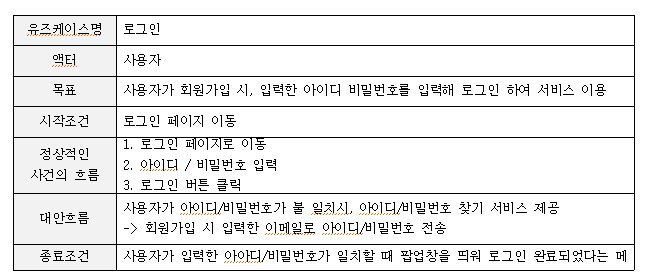 유즈케이스명 로그인
액터 사용자
목표 사용자가 회원가입 시, 입력한 아이디 비밀번호를 입력해 로그인 하여 서비스 이용
시작조건 로그인 페이지 이동
정상적인
사건의 흐름
1. 로그인 페이지로 이동
2. 아이디 / 비밀번호 입력
3. 로그인 버튼 클릭
대안흐름
사용자가 아이디/비밀번호가 불 일치시, 아이디/비밀번호 찾기 서비스 제공
-> 회원가입 시 입력한 이메일로 아이디/비밀번호 전송
종료조건 사용자가 입력한 아아디/비밀번호가 일치할 때 팝업창을 띄워 로그인 완료되었다는 메